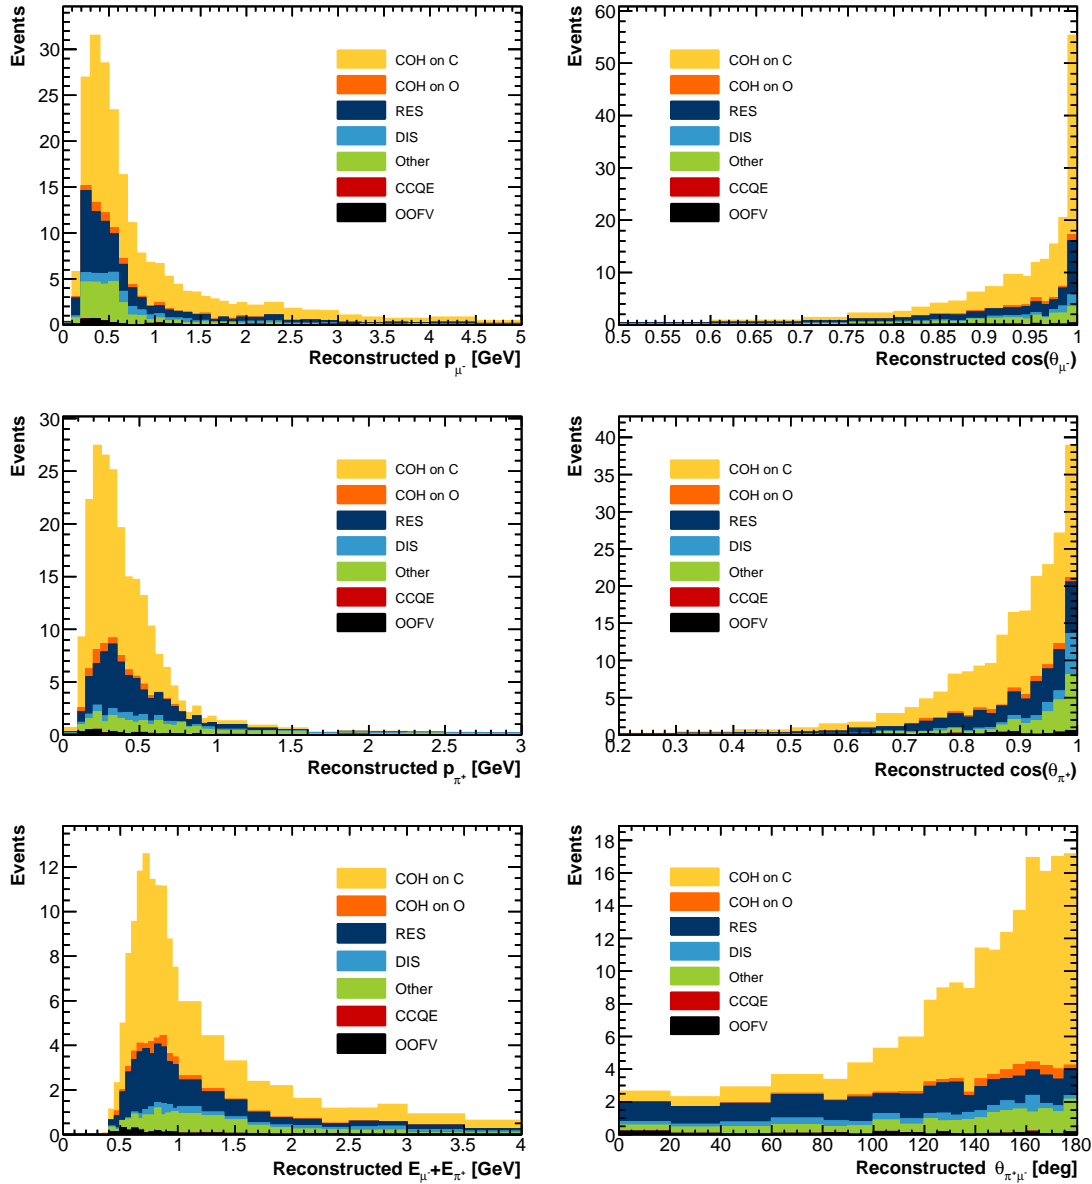 Events
30
25
20
15
10
5
0
COH on C
COH on O
RES
DIS
Other
CCQE
OOFV
0 0.5 1 1.5 2 2.5 3 3.5 4 4.5 5
Reconstructed p_μ⁻ [GeV]
Events
60
50
40
30
20
10
0
COH on C
COH on O
RES
DIS
Other
CCQE
OOFV
0.5 0.55 0.6 0.65 0.7 0.75 0.8 0.85 0.9 0.95 1
Reconstructed cos(θ_μ⁻)
Events
30
25
20
15
10
5
0
COH on C
COH on O
RES
DIS
Other
CCQE
OOFV
0 0.5 1 1.5 2 2.5 3
Reconstructed p_π⁺ [GeV]
Events
40
35
30
25
20
15
10
5
0
COH on C
COH on O
RES
DIS
Other
CCQE
OOFV
0.2 0.3 0.4 0.5 0.6 0.7 0.8 0.9 1
Reconstructed cos(θ_π⁺)
Events
12
10
8
6
4
2
0
COH on C
COH on O
RES
DIS
Other
CCQE
OOFV
0 0.5 1 1.5 2 2.5 3 3.5 4
Reconstructed E_μ⁻+E_π⁺ [GeV]
Events
18
16
14
12
10
8
6
4
2
0
COH on C
COH on O
RES
DIS
Other
CCQE
OOFV
0 20 40 60 80 100 120 140 160 180
Reconstructed θ_π⁺μ⁻ [deg]